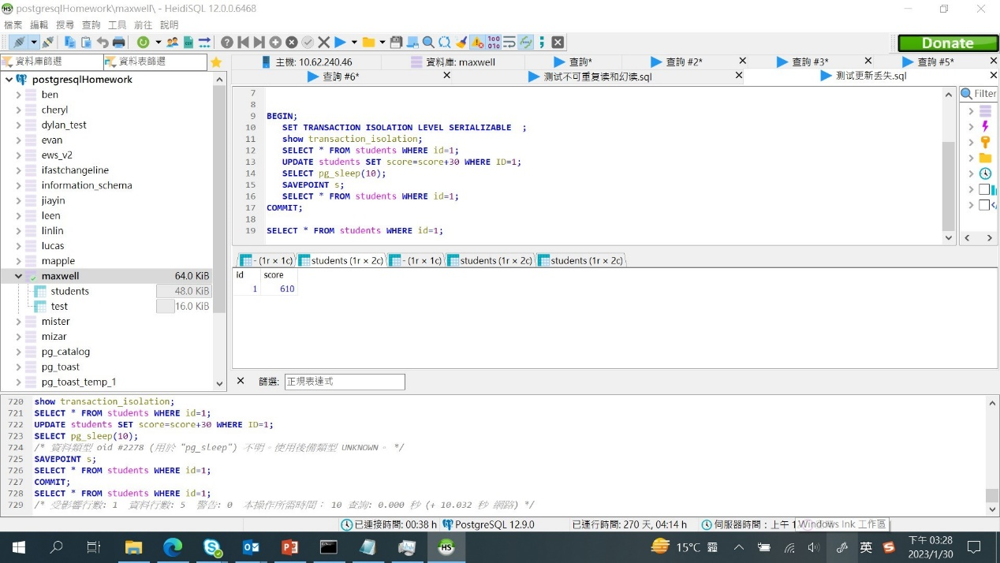 postgresqlHomework\maxwell\ - HeidiSQL 12.0.0.6468
檔案 編輯 搜尋 查詢 工具 前往 說明
Donate
資料庫篩選 資料表篩選
主機: 10.62.240.46 資料庫: maxwell 查詢* 查詢 #2* 查詢 #3* 查詢 #5*
查詢 #6* 测试不可重复读和幻读.sql 测试更新丢失.sql
postgresqlHomework
ben
cheryl
dylan_test
evan
ews_v2
ifastchangeline
information_schema
jiayin
leen
linlin
lucas
mapple
maxwell 64.0 KiB
students 48.0 KiB
test 16.0 KiB
mister
mizar
pg_catalog
pg_toast
pg_toast_temp_1
7
8
9 BEGIN;
10 SET TRANSACTION ISOLATION LEVEL SERIALIZABLE ;
11 show transaction_isolation;
12 SELECT * FROM students WHERE id=1;
13 UPDATE students SET score=score+30 WHERE ID=1;
14 SELECT pg_sleep(10);
15 SAVEPOINT s;
16 SELECT * FROM students WHERE id=1;
17 COMMIT;
18
19 SELECT * FROM students WHERE id=1;
Filter
- (1r × 1c) students (1r × 2c) - (1r × 1c) students (1r × 2c) students (1r × 2c)
id score
1 610
篩選: 正規表達式
720 show transaction_isolation;
721 SELECT * FROM students WHERE id=1;
722 UPDATE students SET score=score+30 WHERE ID=1;
723 SELECT pg_sleep(10);
724 /* 資料類型 oid #2278 (用於 "pg_sleep") 不明。使用後備類型 UNKNOWN。 */
725 SAVEPOINT s;
726 SELECT * FROM students WHERE id=1;
727 COMMIT;
728 SELECT * FROM students WHERE id=1;
729 /* 受影響行數: 1 資料行數: 5 警告: 0 本操作所需時間: 10 查詢: 0.000 秒 (+ 10.032 秒 網路) */
已連接時間: 00:38 h PostgreSQL 12.9.0 已運行時間: 270 天, 04:14 h 伺服器時間: 上午 1 Windows Ink 工作區
15°C 英 下午 03:28
2023/1/30